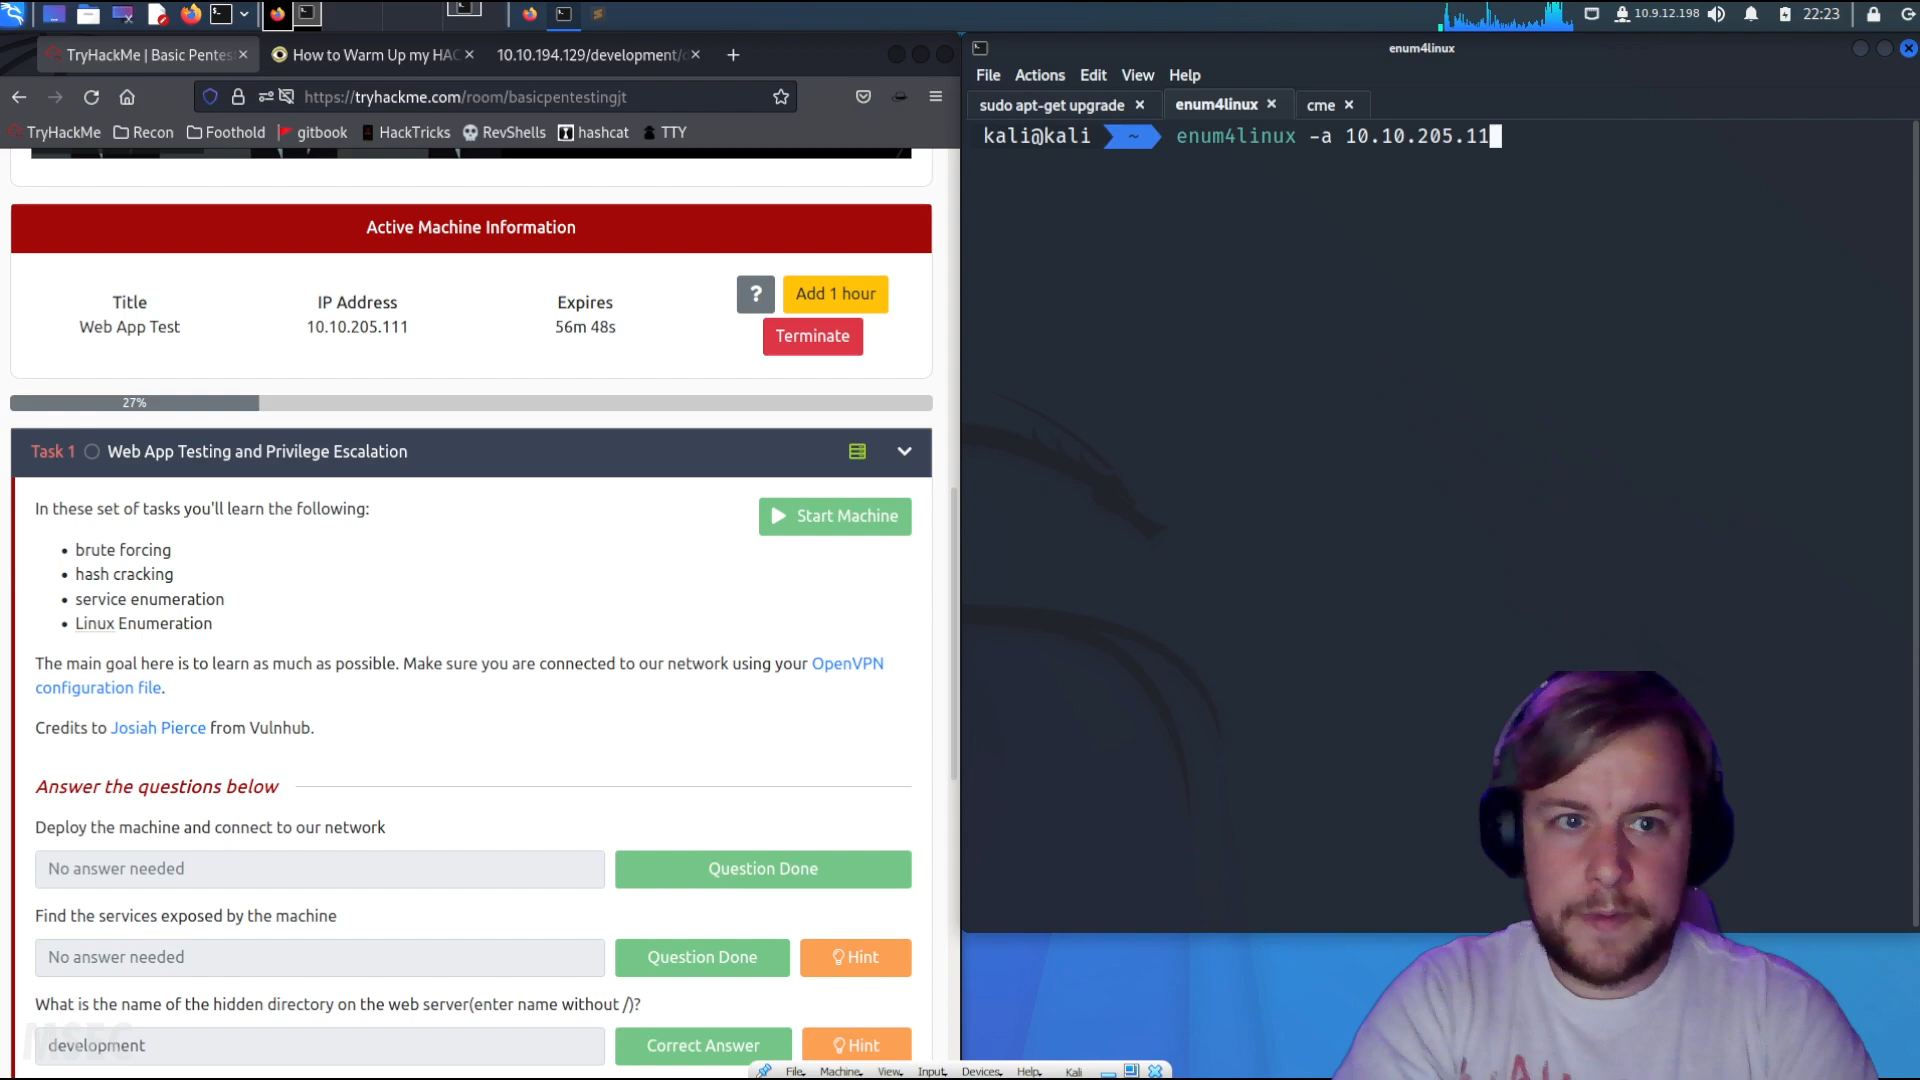 10.9.12.198
22:23
TryHackMe | Basic Pentes
How to Warm Up my HAC
10.10.194.129/development/
https://tryhackme.com/room/basicpentestingjt
TryHackMe
Recon
Foothold
gitbook
HackTricks
RevShells
hashcat
TTY
Active Machine Information
Title
IP Address
Expires
? Add 1 hour
Web App Test
10.10.205.111
56m 48s
Terminate
27%
Task 1 Web App Testing and Privilege Escalation
In these set of tasks you'll learn the following:
Start Machine
• brute forcing
• hash cracking
• service enumeration
• Linux Enumeration
The main goal here is to learn as much as possible. Make sure you are connected to our network using your OpenVPN
configuration file.
Credits to Josiah Pierce from Vulnhub.
Answer the questions below
Deploy the machine and connect to our network
No answer needed
Question Done
Find the services exposed by the machine
No answer needed
Question Done
Hint
What is the name of the hidden directory on the web server(enter name without /)?
development
Correct Answer
Hint
MSEC
enum4linux
File Actions Edit View Help
sudo apt-get upgrade
enum4linux
cme
kali@kali ~ enum4linux -a 10.10.205.11
File Machine View Input Devices Help Kali